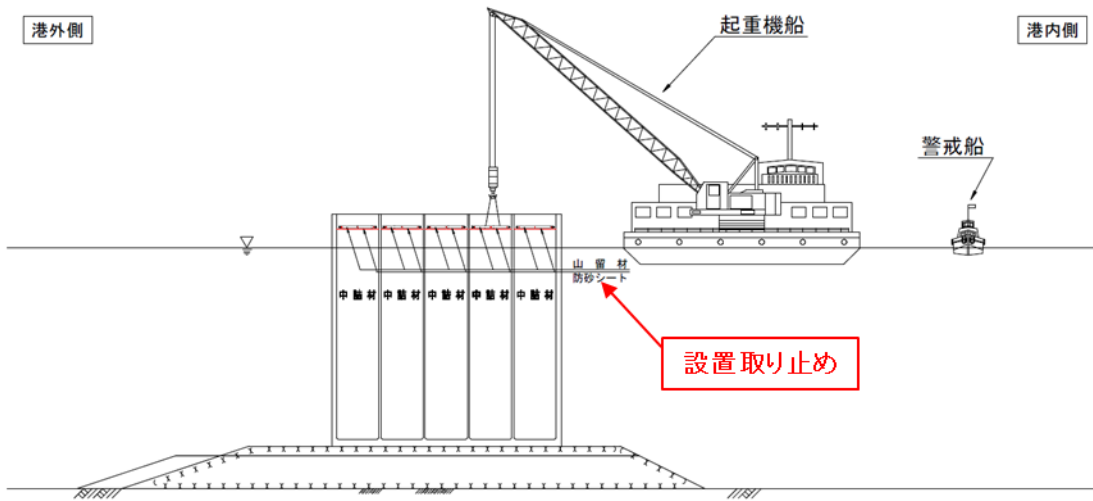 港外側
起重機船
港内側
警戒船
山留材
防砂シート
中詰材 中詰材 中詰材 中詰材 中詰材
設置取り止め